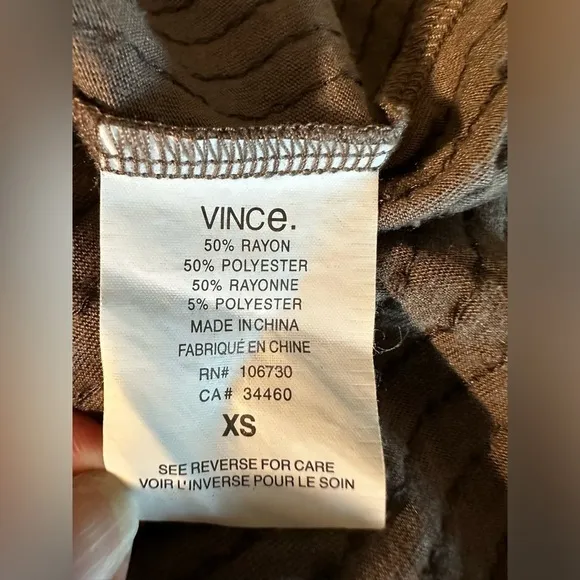 VINCe.
50% RAYON
50% POLYESTER
50% RAYONNE
5% POLYESTER
MADE IN CHINA
FABRIQUÉ EN CHINE
RN# 106730
CA# 34460
XS
SEE REVERSE FOR CARE
VOIR L'INVERSE POUR LE SOIN